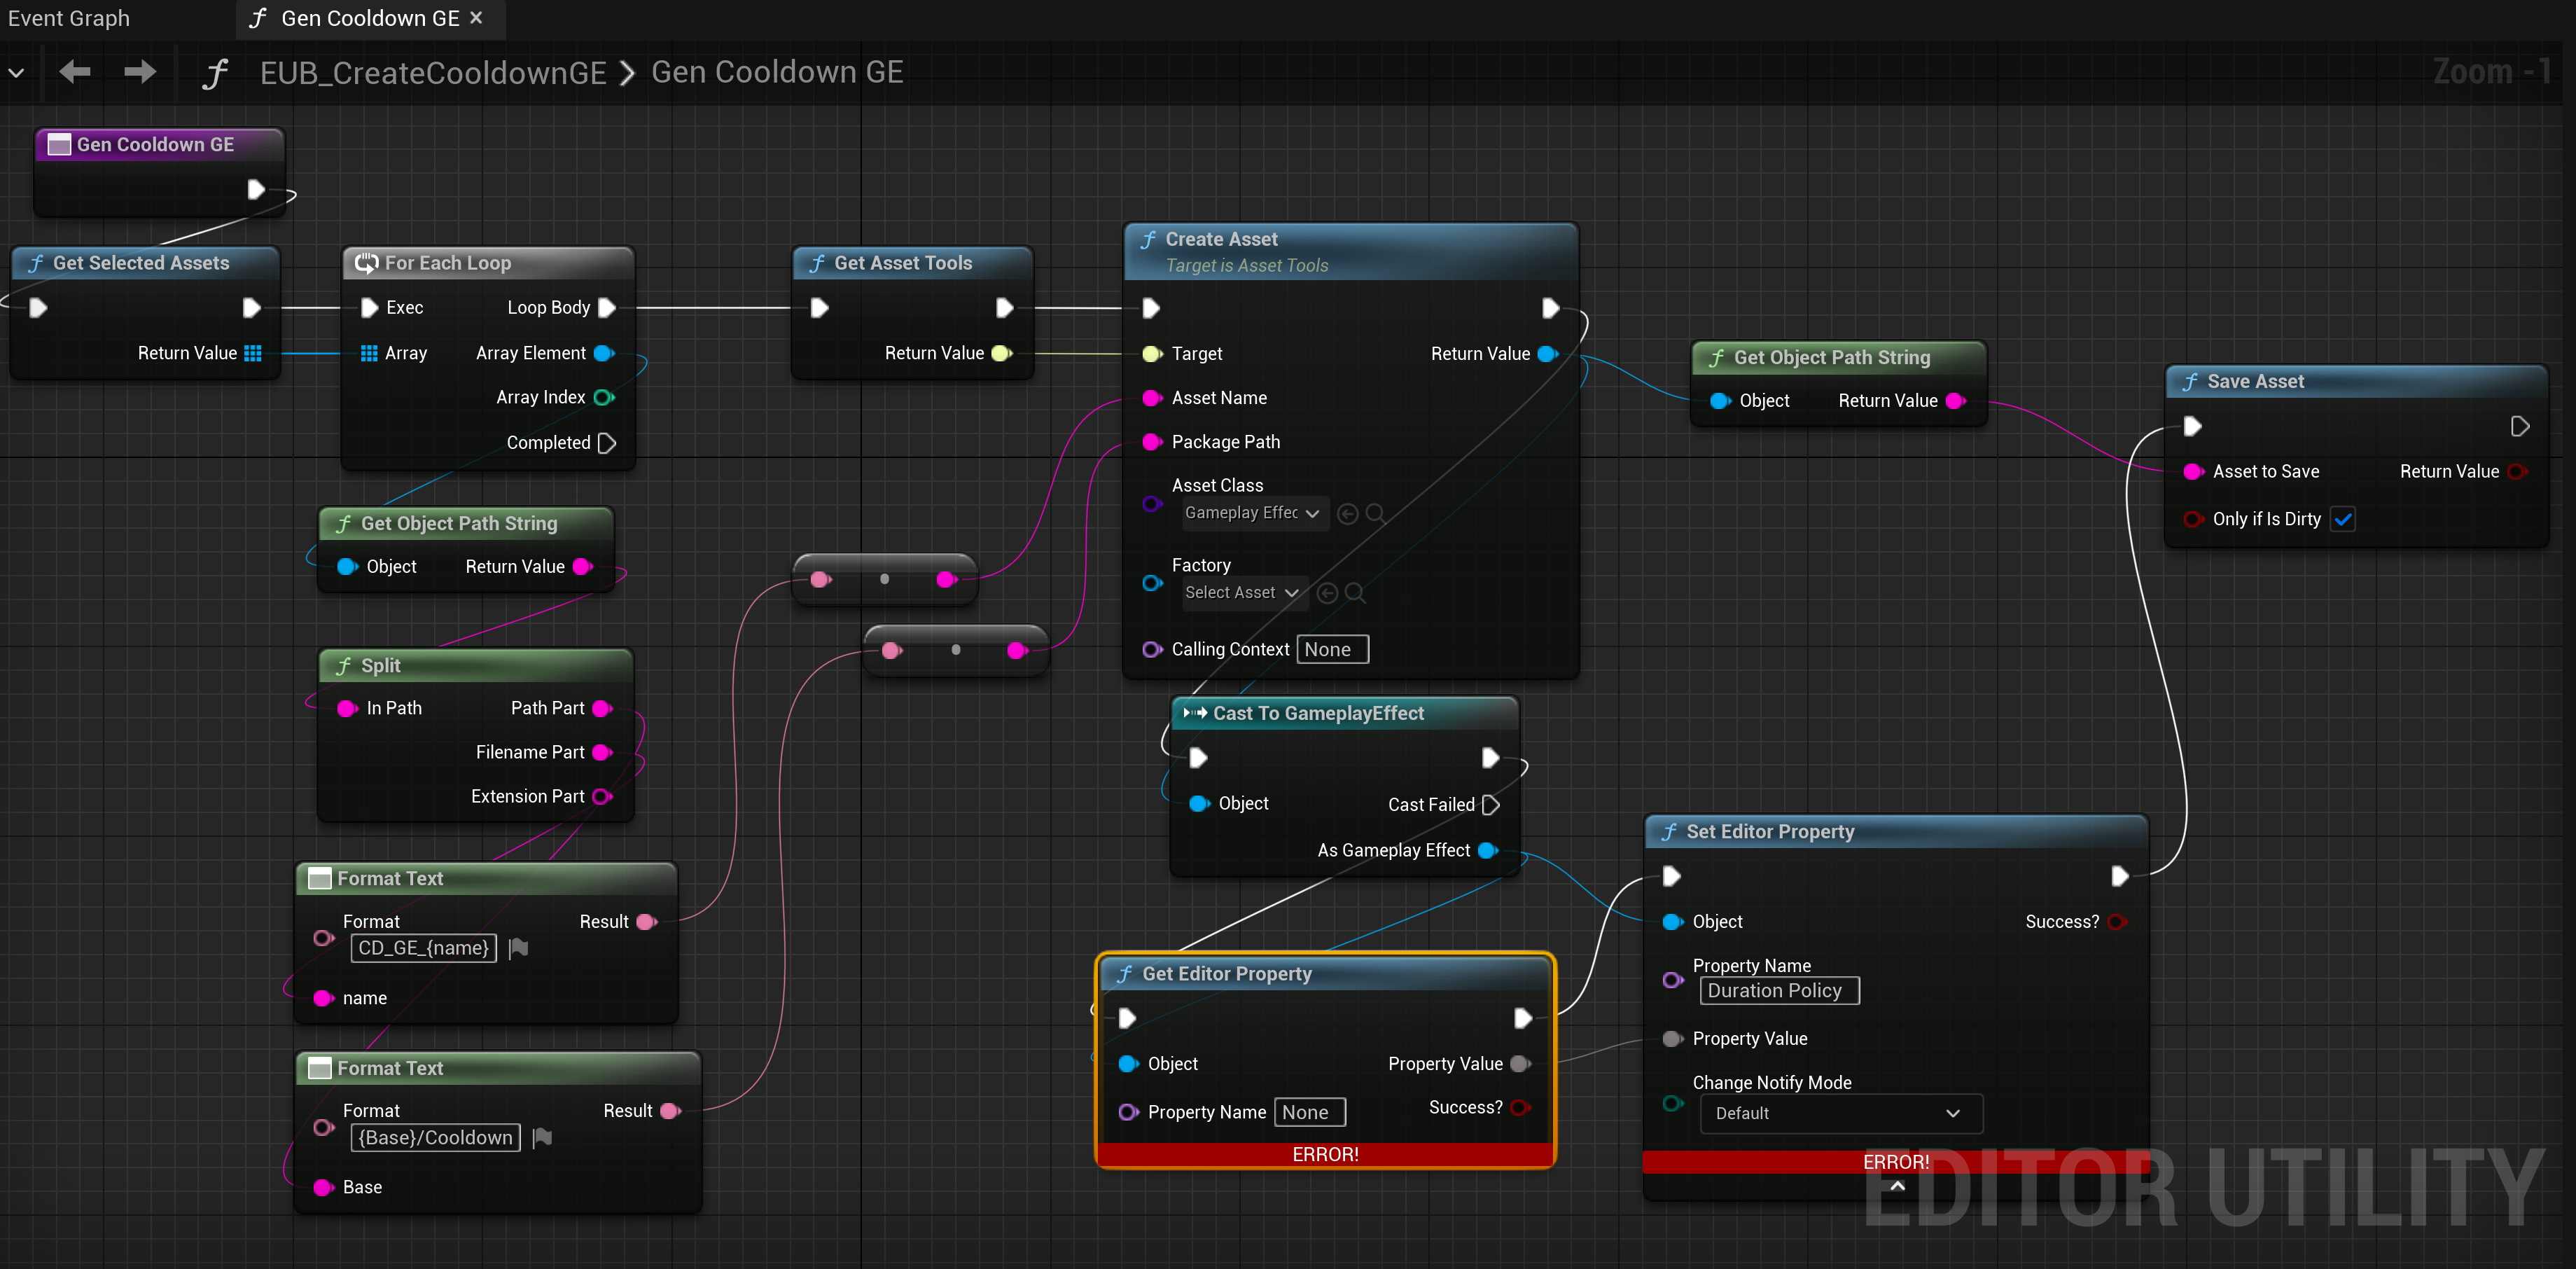 Event Graph
Gen Cooldown GE
EUB_CreateCooldownGE > Gen Cooldown GE
Zoom -1
Gen Cooldown GE
Get Selected Assets
Return Value
For Each Loop
Exec
Loop Body
Array
Array Element
Array Index
Completed
Get Asset Tools
Return Value
Create Asset
Target is Asset Tools
Target
Return Value
Asset Name
Package Path
Asset Class
Gameplay Effec
Factory
Select Asset
Calling Context
None
Get Object Path String
Object
Return Value
Save Asset
Asset to Save
Return Value
Only if Is Dirty
Get Object Path String
Object
Return Value
Split
In Path
Path Part
Filename Part
Extension Part
Cast To GameplayEffect
Object
Cast Failed
As Gameplay Effect
Format Text
Format
Result
CD_GE_{name}
name
Format Text
Format
Result
{Base}/Cooldown
Base
Get Editor Property
Object
Property Value
Property Name
None
Success?
ERROR!
Set Editor Property
Object
Success?
Property Name
Duration Policy
Property Value
Change Notify Mode
Default
ERROR!
EDITOR UTILITY